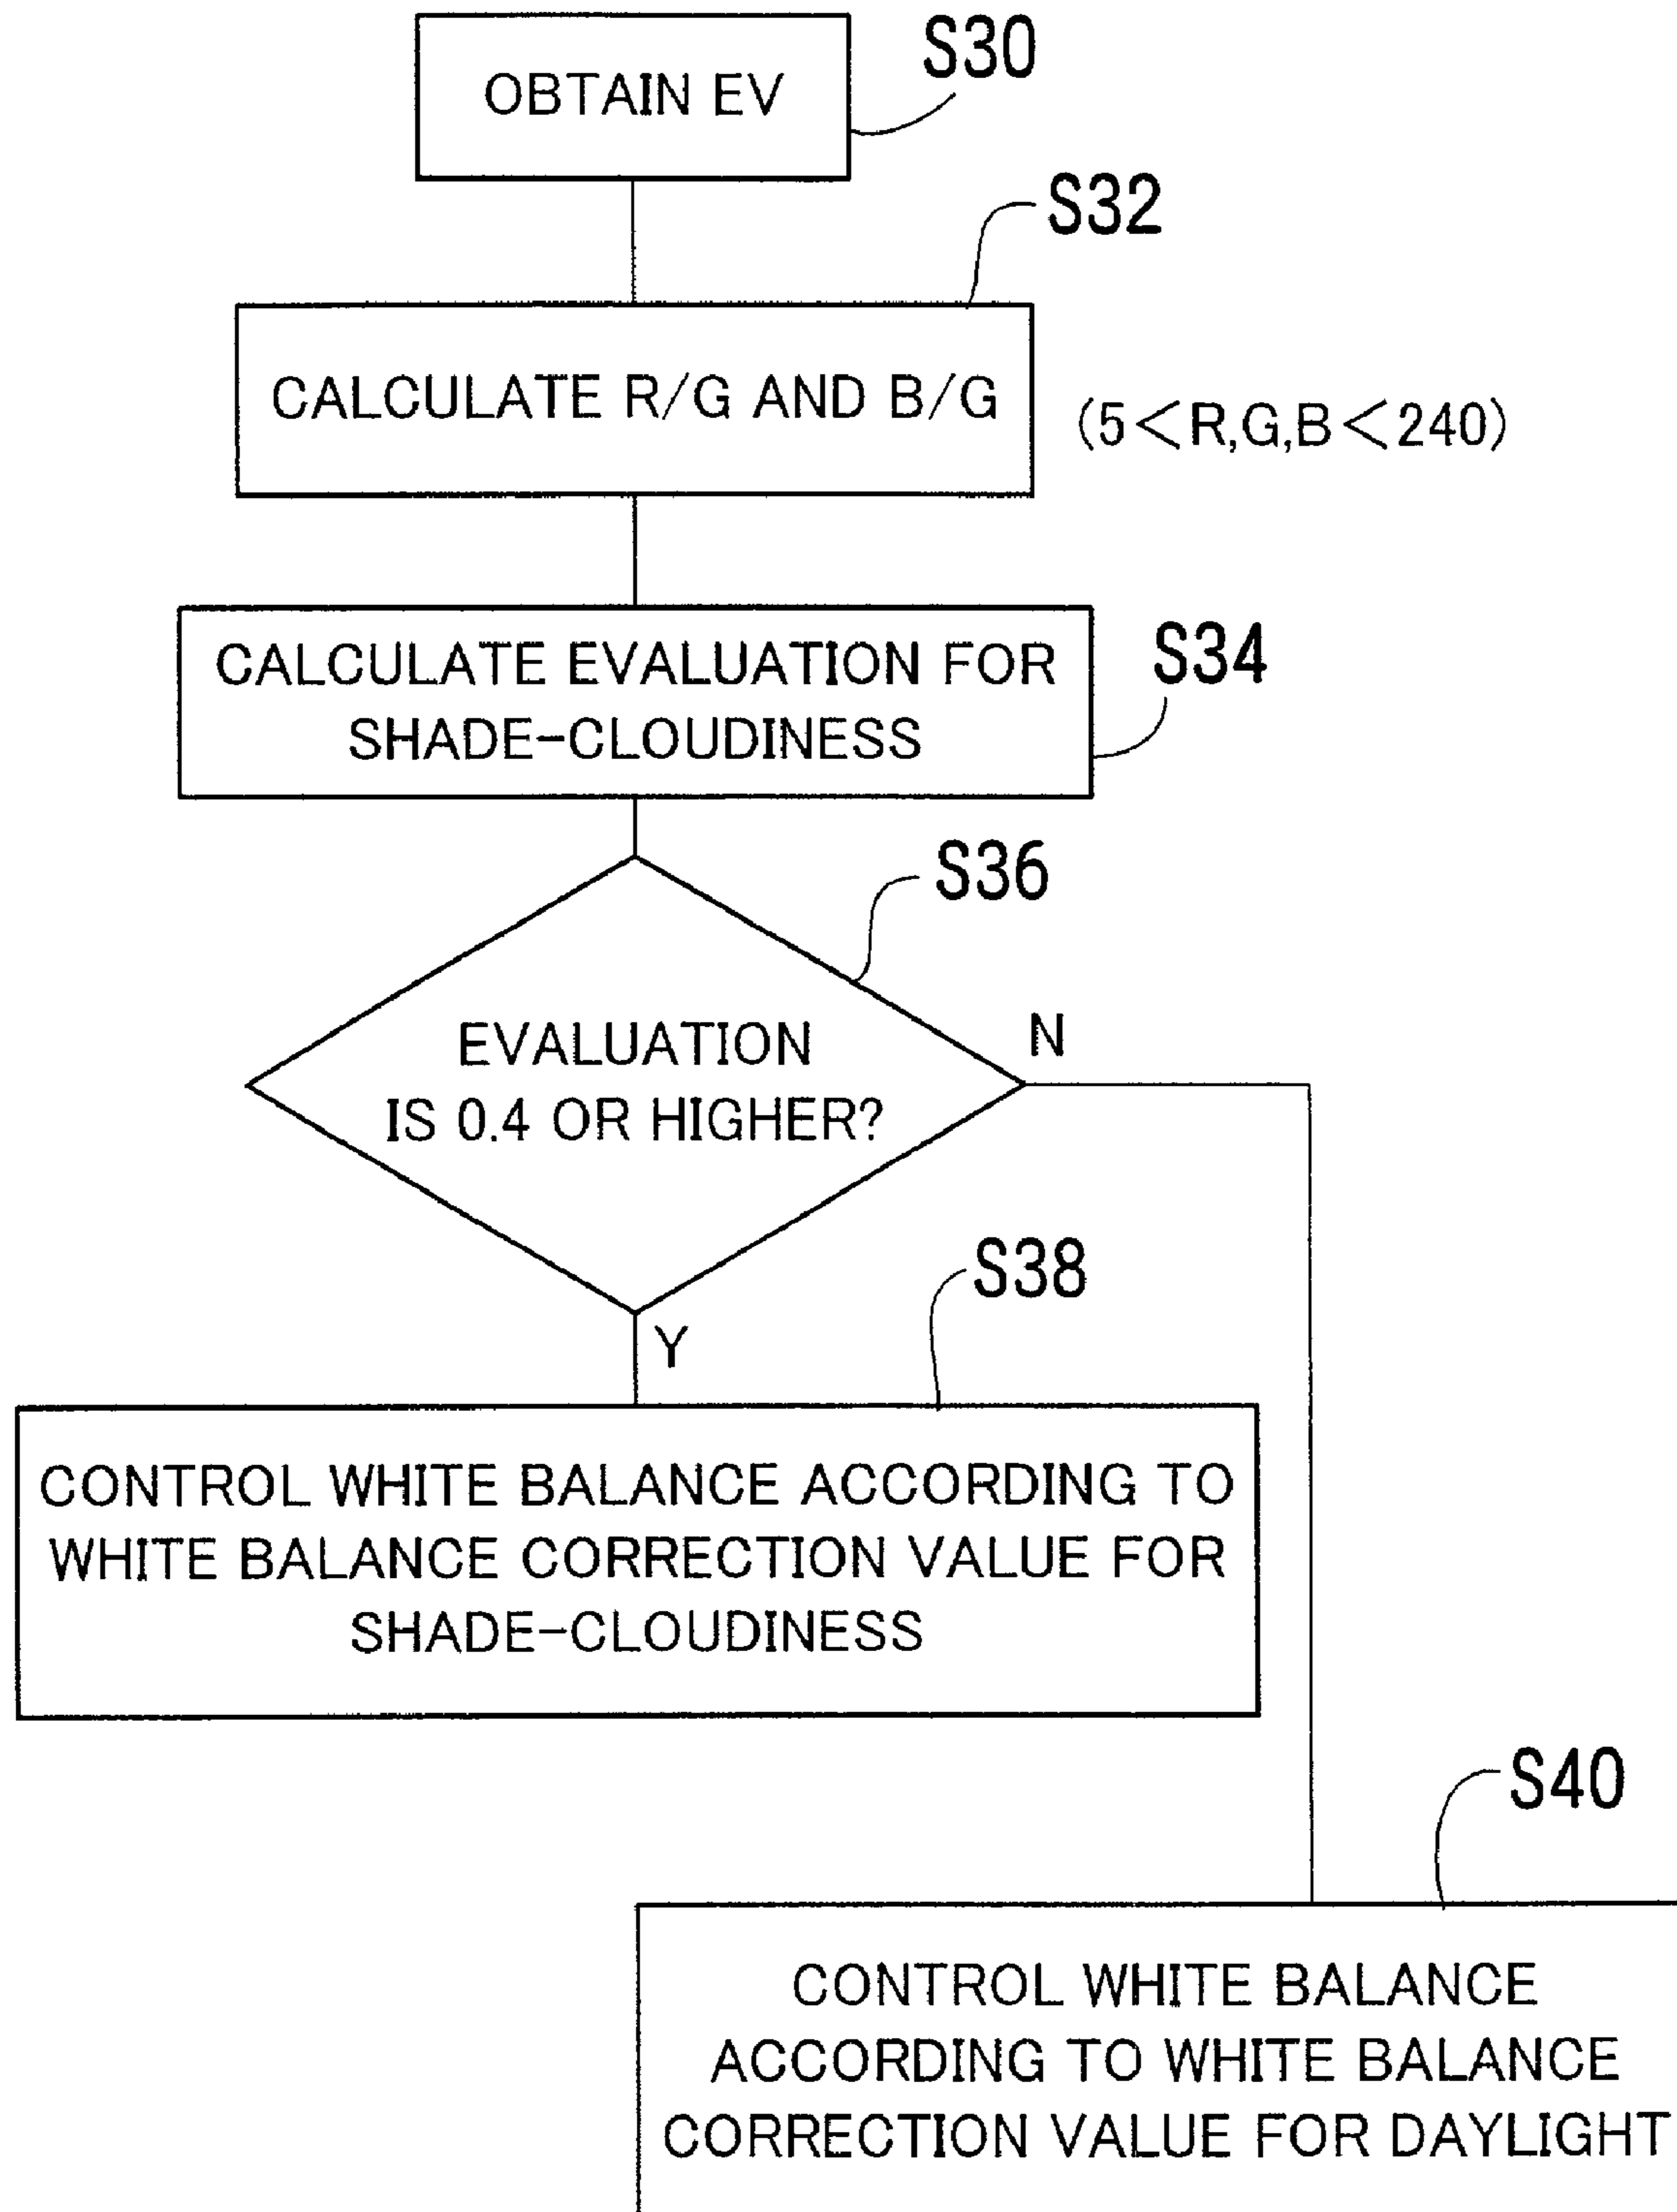 OBTAIN EV
S30
S32
CALCULATE R/G AND B/G
(5<R,G,B<240)
CALCULATE EVALUATION FOR
SHADE-CLOUDINESS
S34
S36
EVALUATION
IS 0.4 OR HIGHER?
N
Y
S38
CONTROL WHITE BALANCE ACCORDING TO
WHITE BALANCE CORRECTION VALUE FOR
SHADE-CLOUDINESS
S40
CONTROL WHITE BALANCE
ACCORDING TO WHITE BALANCE
CORRECTION VALUE FOR DAYLIGHT